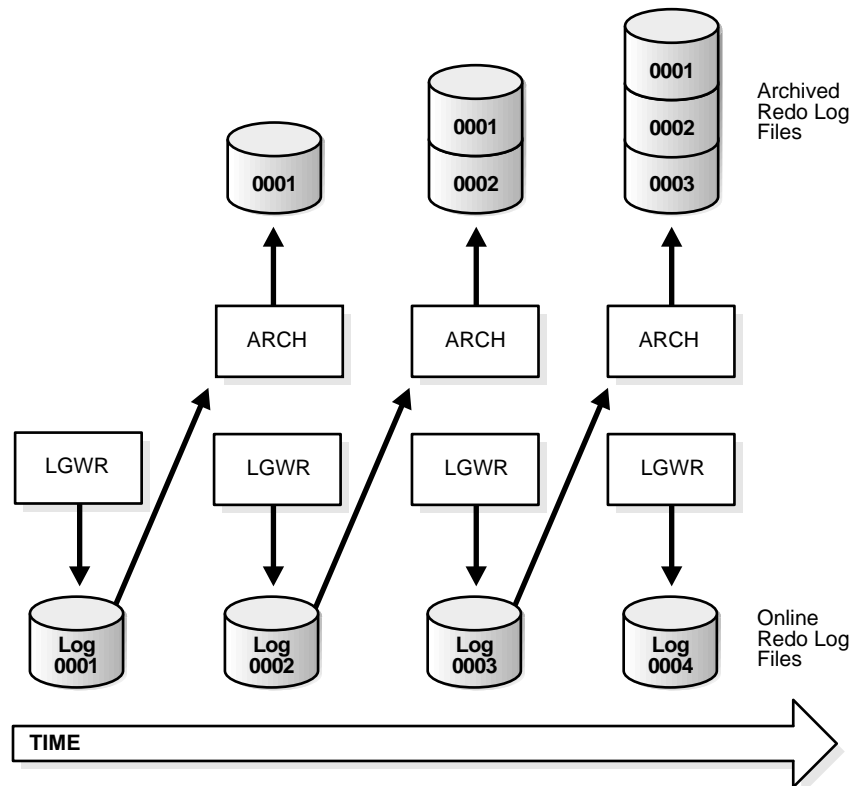 0001
Archived
Redo Log
Files
0001
0002
0001
0002
0003
0001
ARCH
ARCH
ARCH
LGWR
LGWR
LGWR
LGWR
Log
0001
Log
0002
Log
0003
Log
0004
Online
Redo Log
Files
TIME